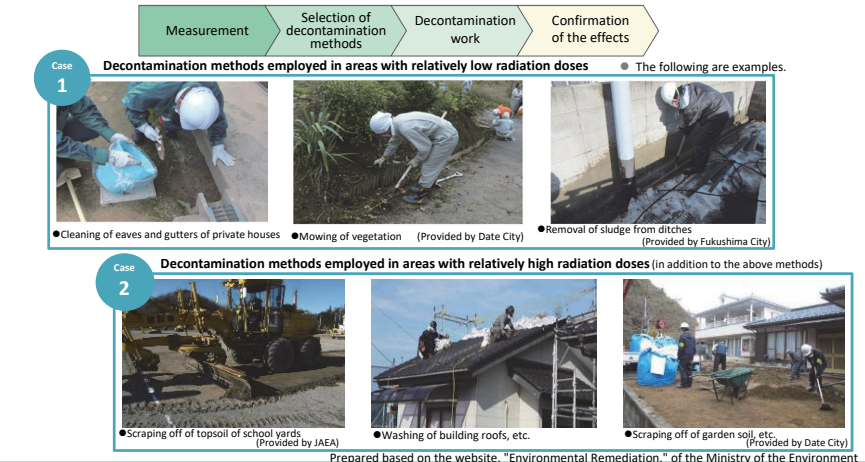 Measurement
Selection of
decontamination
methods
Decontamination
work
Confirmation
of the effects
Case
1
Decontamination methods employed in areas with relatively low radiation doses
● The following are examples.
●Cleaning of eaves and gutters of private houses
●Mowing of vegetation (Provided by Date City)
●Removal of sludge from ditches
(Provided by Fukushima City)
Case
2
Decontamination methods employed in areas with relatively high radiation doses (in addition to the above methods)
●Scraping off of topsoil of school yards
(Provided by JAEA)
●Washing of building roofs, etc.
●Scraping off of garden soil, etc.
(Provided by Date City)
Prepared based on the website, "Environmental Remediation," of the Ministry of the Environment